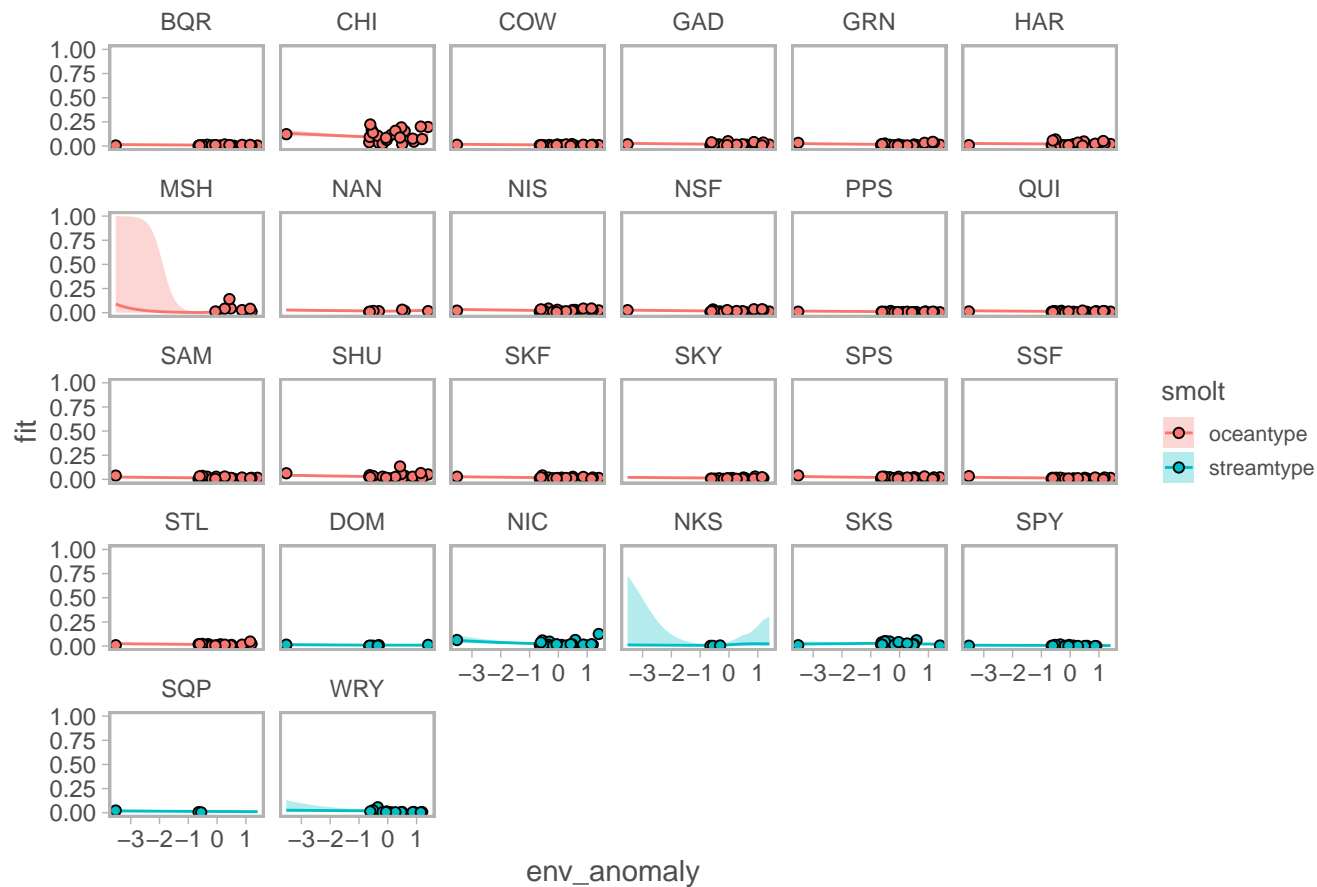 BQR CHI COW GAD GRN HAR
1.00
0.75
0.50
0.25
0.00
MSH NAN NIS NSF PPS QUI
1.00
0.75
0.50
0.25
0.00
SAM SHU SKF SKY SPS SSF
1.00
0.75
0.50
0.25
0.00
fit
smolt
oceantype
streamtype
STL DOM NIC NKS SKS SPY
1.00
0.75
0.50
0.25
0.00
−3 −2 −1 0 1 −3 −2 −1 0 1 −3 −2 −1 0 1 −3 −2 −1 0 1
SQP WRY
1.00
0.75
0.50
0.25
0.00
−3 −2 −1 0 1 −3 −2 −1 0 1
env_anomaly